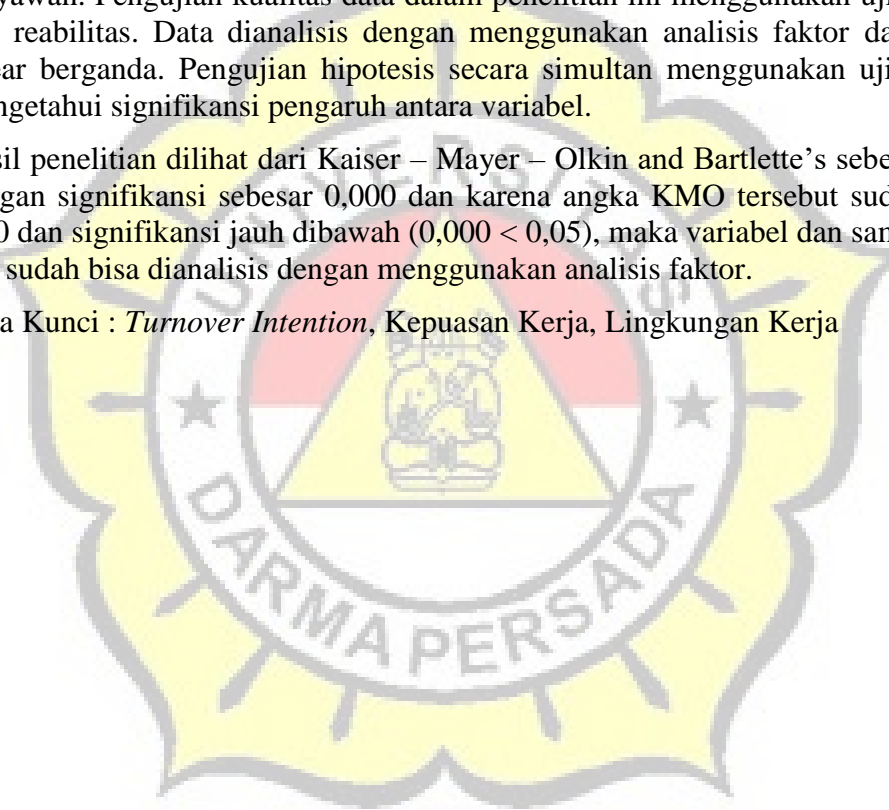 yawan. Pengujian kualitas data dalam penelitian ini menggunakan uji
reabilitas. Data dianalisis dengan menggunakan analisis faktor da
ear berganda. Pengujian hipotesis secara simultan menggunakan uji
ngetahui signifikansi pengaruh antara variabel.
sil penelitian dilihat dari Kaiser – Mayer – Olkin and Bartlette’s sebe
gan signifikansi sebesar 0,000 dan karena angka KMO tersebut sud
0 dan signifikansi jauh dibawah (0,000 < 0,05), maka variabel dan sam
sudah bisa dianalisis dengan menggunakan analisis faktor.
a Kunci : Turnover Intention, Kepuasan Kerja, Lingkungan Kerja
UNIVERSITAS
DARMA PERSADA